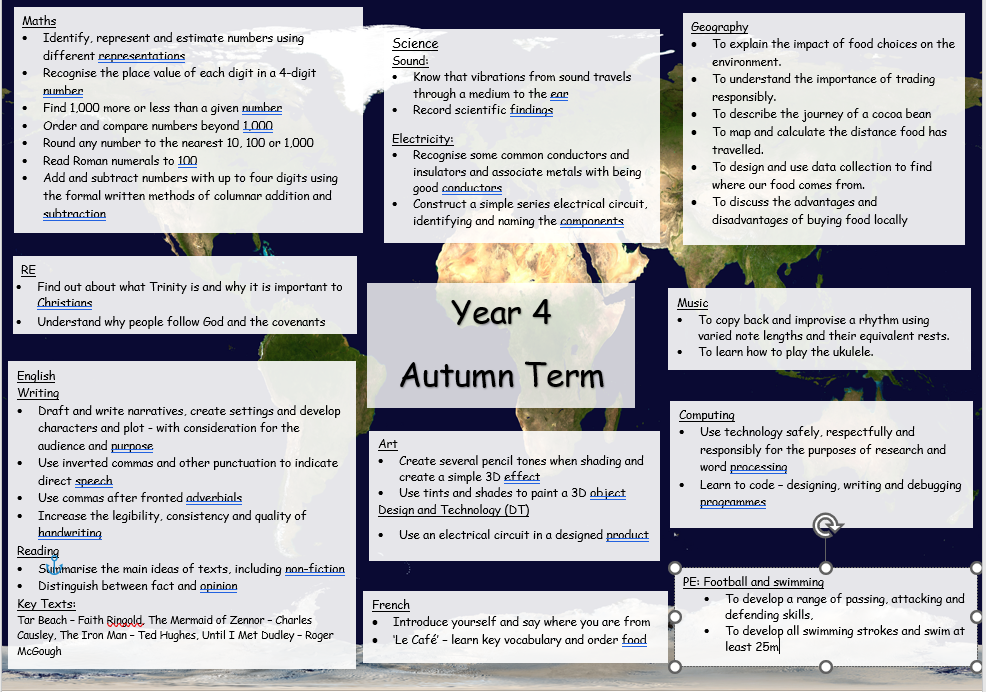 Maths
• Identify, represent and estimate numbers using
different representations
• Recognise the place value of each digit in a 4-digit
number
• Find 1,000 more or less than a given number
• Order and compare numbers beyond 1,000
• Round any number to the nearest 10, 100 or 1,000
• Read Roman numerals to 100
• Add and subtract numbers with up to four digits using
the formal written methods of columnar addition and
subtraction
Science
Sound:
• Know that vibrations from sound travels
through a medium to the ear
• Record scientific findings
Electricity:
• Recognise some common conductors and
insulators and associate metals with being
good conductors
• Construct a simple series electrical circuit,
identifying and naming the components
Geography
• To explain the impact of food choices on the
environment.
• To understand the importance of trading
responsibly.
• To describe the journey of a cocoa bean
• To map and calculate the distance food has
travelled.
• To design and use data collection to find
where our food comes from.
• To discuss the advantages and
disadvantages of buying food locally
RE
• Find out about what Trinity is and why it is important to
Christians
• Understand why people follow God and the covenants
Year 4
Autumn Term
Music
• To copy back and improvise a rhythm using
varied note lengths and their equivalent rests.
• To learn how to play the ukulele.
English
Writing
• Draft and write narratives, create settings and develop
characters and plot - with consideration for the
audience and purpose
• Use inverted commas and other punctuation to indicate
direct speech
• Use commas after fronted adverbials
• Increase the legibility, consistency and quality of
handwriting
Reading
• Summarise the main ideas of texts, including non-fiction
• Distinguish between fact and opinion
Key Texts:
Tar Beach – Faith Ringold, The Mermaid of Zennor – Charles
Causley, The Iron Man – Ted Hughes, Until I Met Dudley – Roger
McGough
Art
• Create several pencil tones when shading and
create a simple 3D effect
• Use tints and shades to paint a 3D object
Design and Technology (DT)
• Use an electrical circuit in a designed product
Computing
• Use technology safely, respectfully and
responsibly for the purposes of research and
word processing
• Learn to code – designing, writing and debugging
programmes
French
• Introduce yourself and say where you are from
• 'Le Café' – learn key vocabulary and order food
PE: Football and swimming
• To develop a range of passing, attacking and
defending skills,
• To develop all swimming strokes and swim at
least 25m